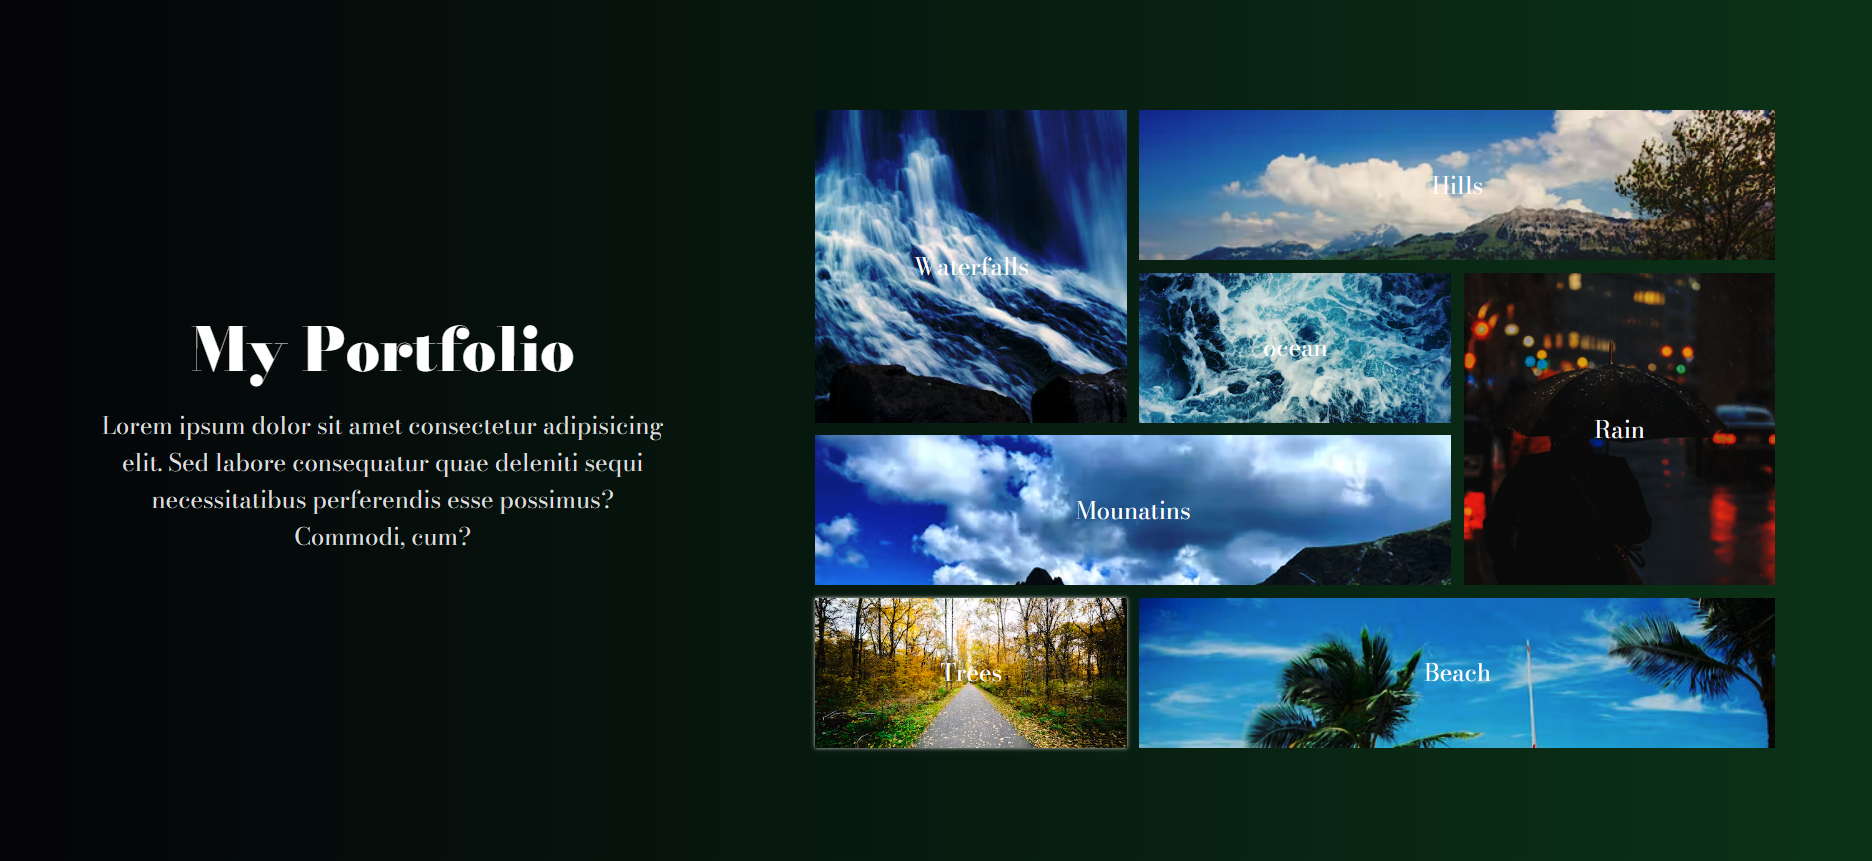 My Portfolio
Lorem ipsum dolor sit amet consectetur adipisicing
elit. Sed labore consequatur quae deleniti sequi
necessitatibus perferendis esse possimus?
Commodi, cum?
Waterfalls
Hills
ocean
Rain
Mounatins
Trees
Beach